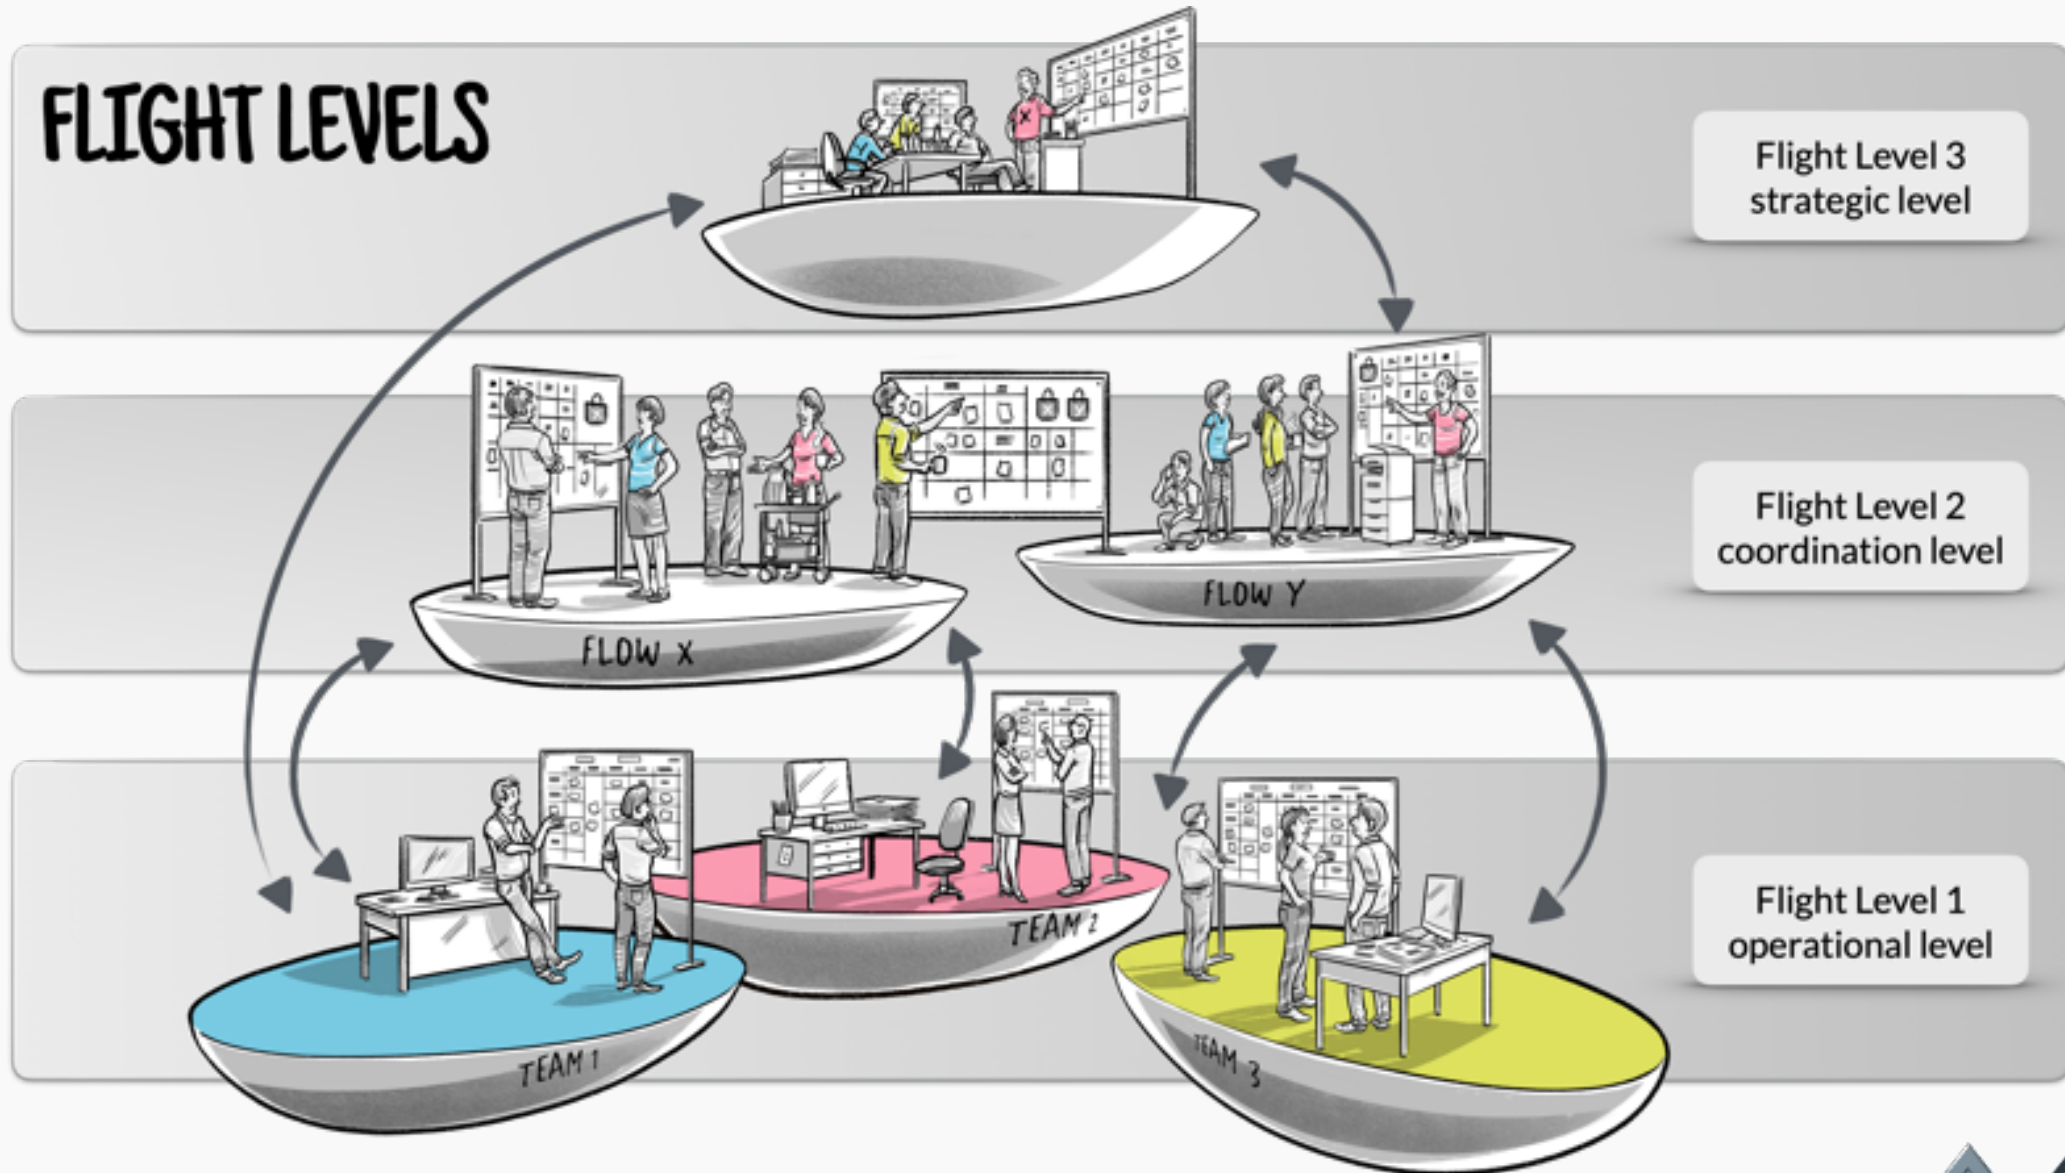 FLIGHT LEVELS
Flight Level 3
strategic level
X
Flight Level 2
coordination level
FLOW X
FLOW Y
Flight Level 1
operational level
TEAM 1
TEAM 2
TEAM 3